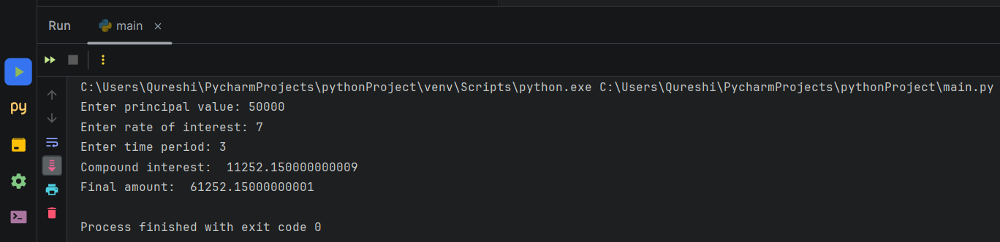 Run main
C:\Users\Qureshi\PycharmProjects\pythonProject\venv\Scripts\python.exe C:\Users\Qureshi\PycharmProjects\pythonProject\main.py
Enter principal value: 50000
Enter rate of interest: 7
Enter time period: 3
Compound interest:  11252.150000000009
Final amount:  61252.15000000001
Process finished with exit code 0
py